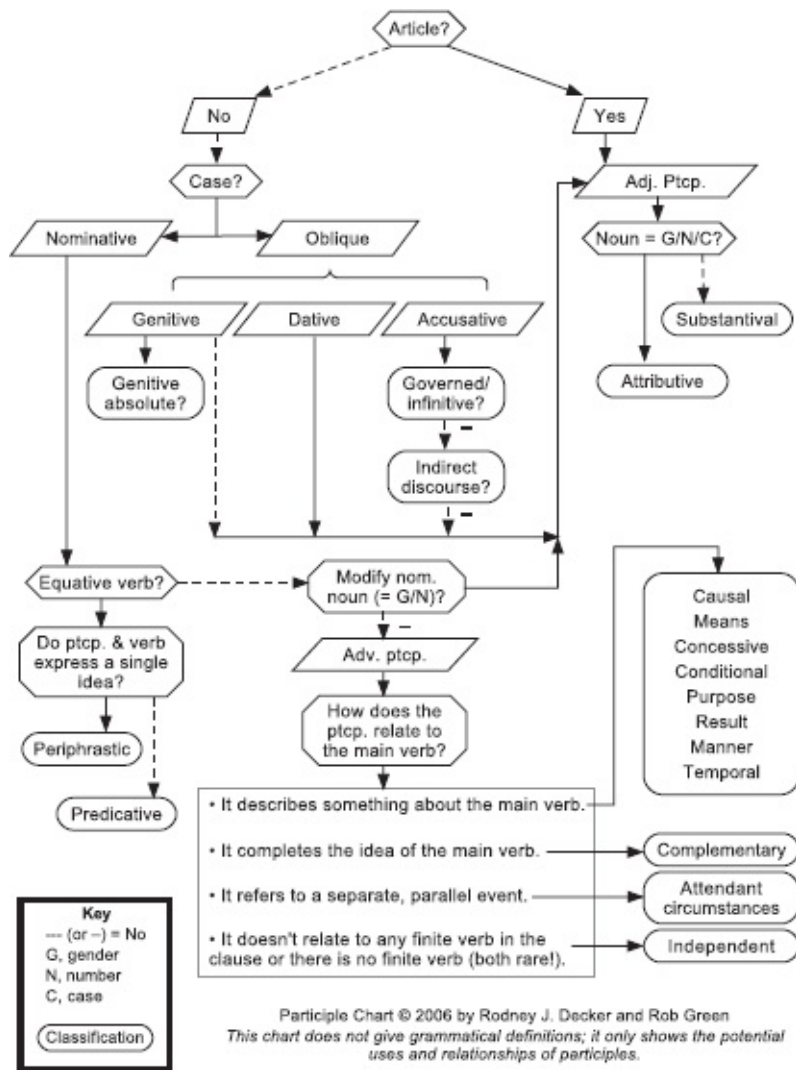 Article?
No
Yes
Case?
Adj. Ptcp.
Nominative
Oblique
Noun = G/N/C?
Genitive
Dative
Accusative
Substantival
Genitive
absolute?
Governed/
infinitive?
Attributive
–
Indirect
discourse?
–
Equative verb?
Modify nom.
noun (= G/N)?
–
Do ptcp. & verb
express a single
idea?
Adv. ptcp.
Periphrastic
How does the
ptcp. relate to
the main verb?
Predicative
Causal
Means
Concessive
Conditional
Purpose
Result
Manner
Temporal
• It describes something about the main verb.
• It completes the idea of the main verb.
Complementary
• It refers to a separate, parallel event.
Attendant
circumstances
• It doesn't relate to any finite verb in the
clause or there is no finite verb (both rare!).
Independent
Key
--- (or –) = No
G, gender
N, number
C, case
Classification
Participle Chart © 2006 by Rodney J. Decker and Rob Green
This chart does not give grammatical definitions; it only shows the potential
uses and relationships of participles.